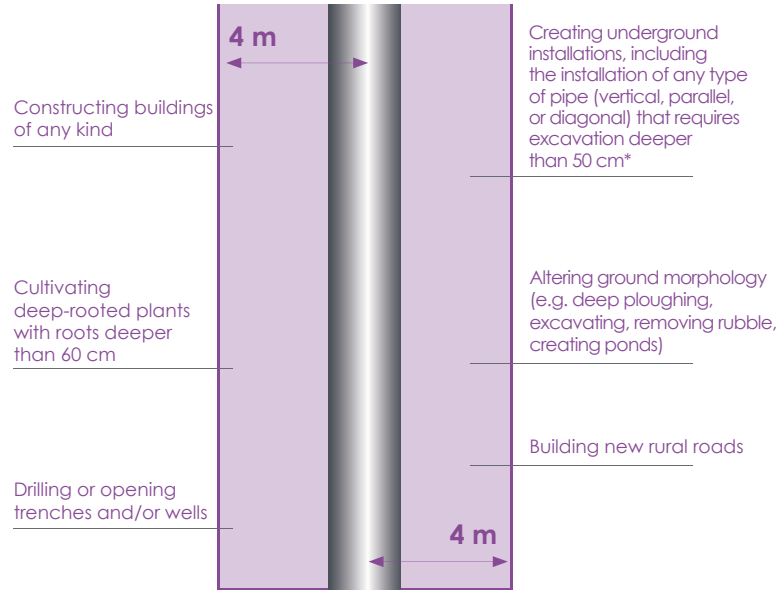 4 m
Constructing buildings
of any kind
Cultivating
deep-rooted plants
with roots deeper
than 60 cm
Drilling or opening
trenches and/or wells
Creating underground
installations, including
the installation of any type
of pipe (vertical, parallel,
or diagonal) that requires
excavation deeper
than 50 cm*
Altering ground morphology
(e.g. deep ploughing,
excavating, removing rubble,
creating ponds)
Building new rural roads
4 m